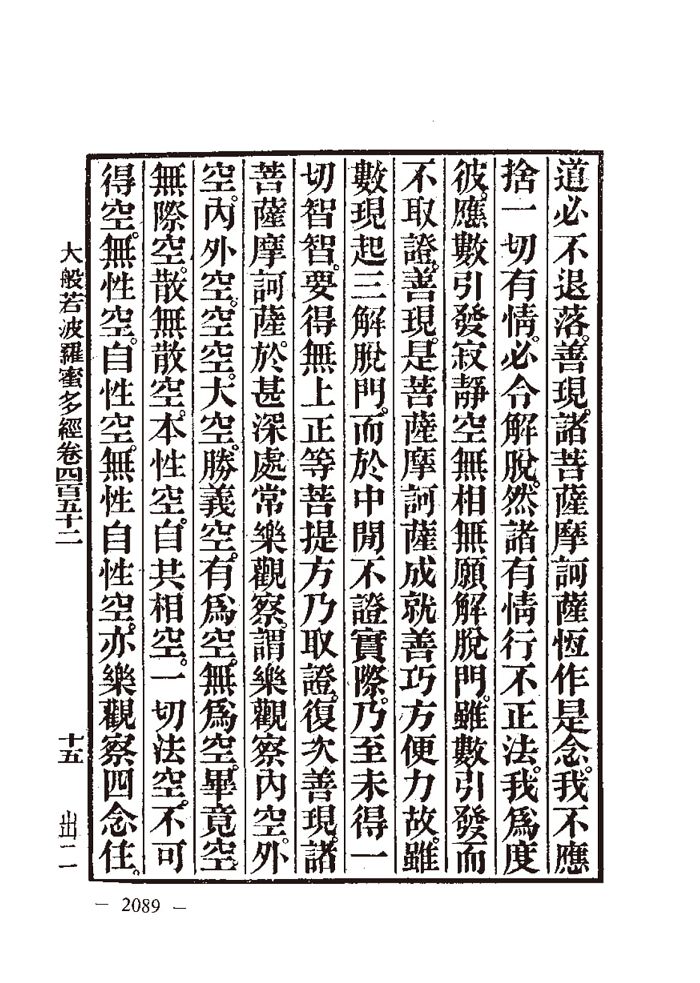 道必不退落。善現。諸菩薩摩訶薩恆作是念。我不應
捨一切有情。必令解脫。然諸有情行不正法。我為度
彼。應數引發寂靜空無相無願解脫門。雖數引發而
不取證。善現。是菩薩摩訶薩成就善巧方便力故。雖
數現起三解脫門。而於中閒不證實際。乃至未得一
切智智。要得無上正等菩提方乃取證。復次善現。諸
菩薩摩訶薩。於甚深處常樂觀察。謂樂觀察內空。外
空。內外空。空空。大空。勝義空。有為空。無為空。畢竟空
無際空。散無散空。本性空。自共相空。一切法空。不可
得空。無性空。自性空。無性自性空。亦樂觀察四念住。
大般若波羅蜜多經卷四百五十二 十五 出二
— 2089 —